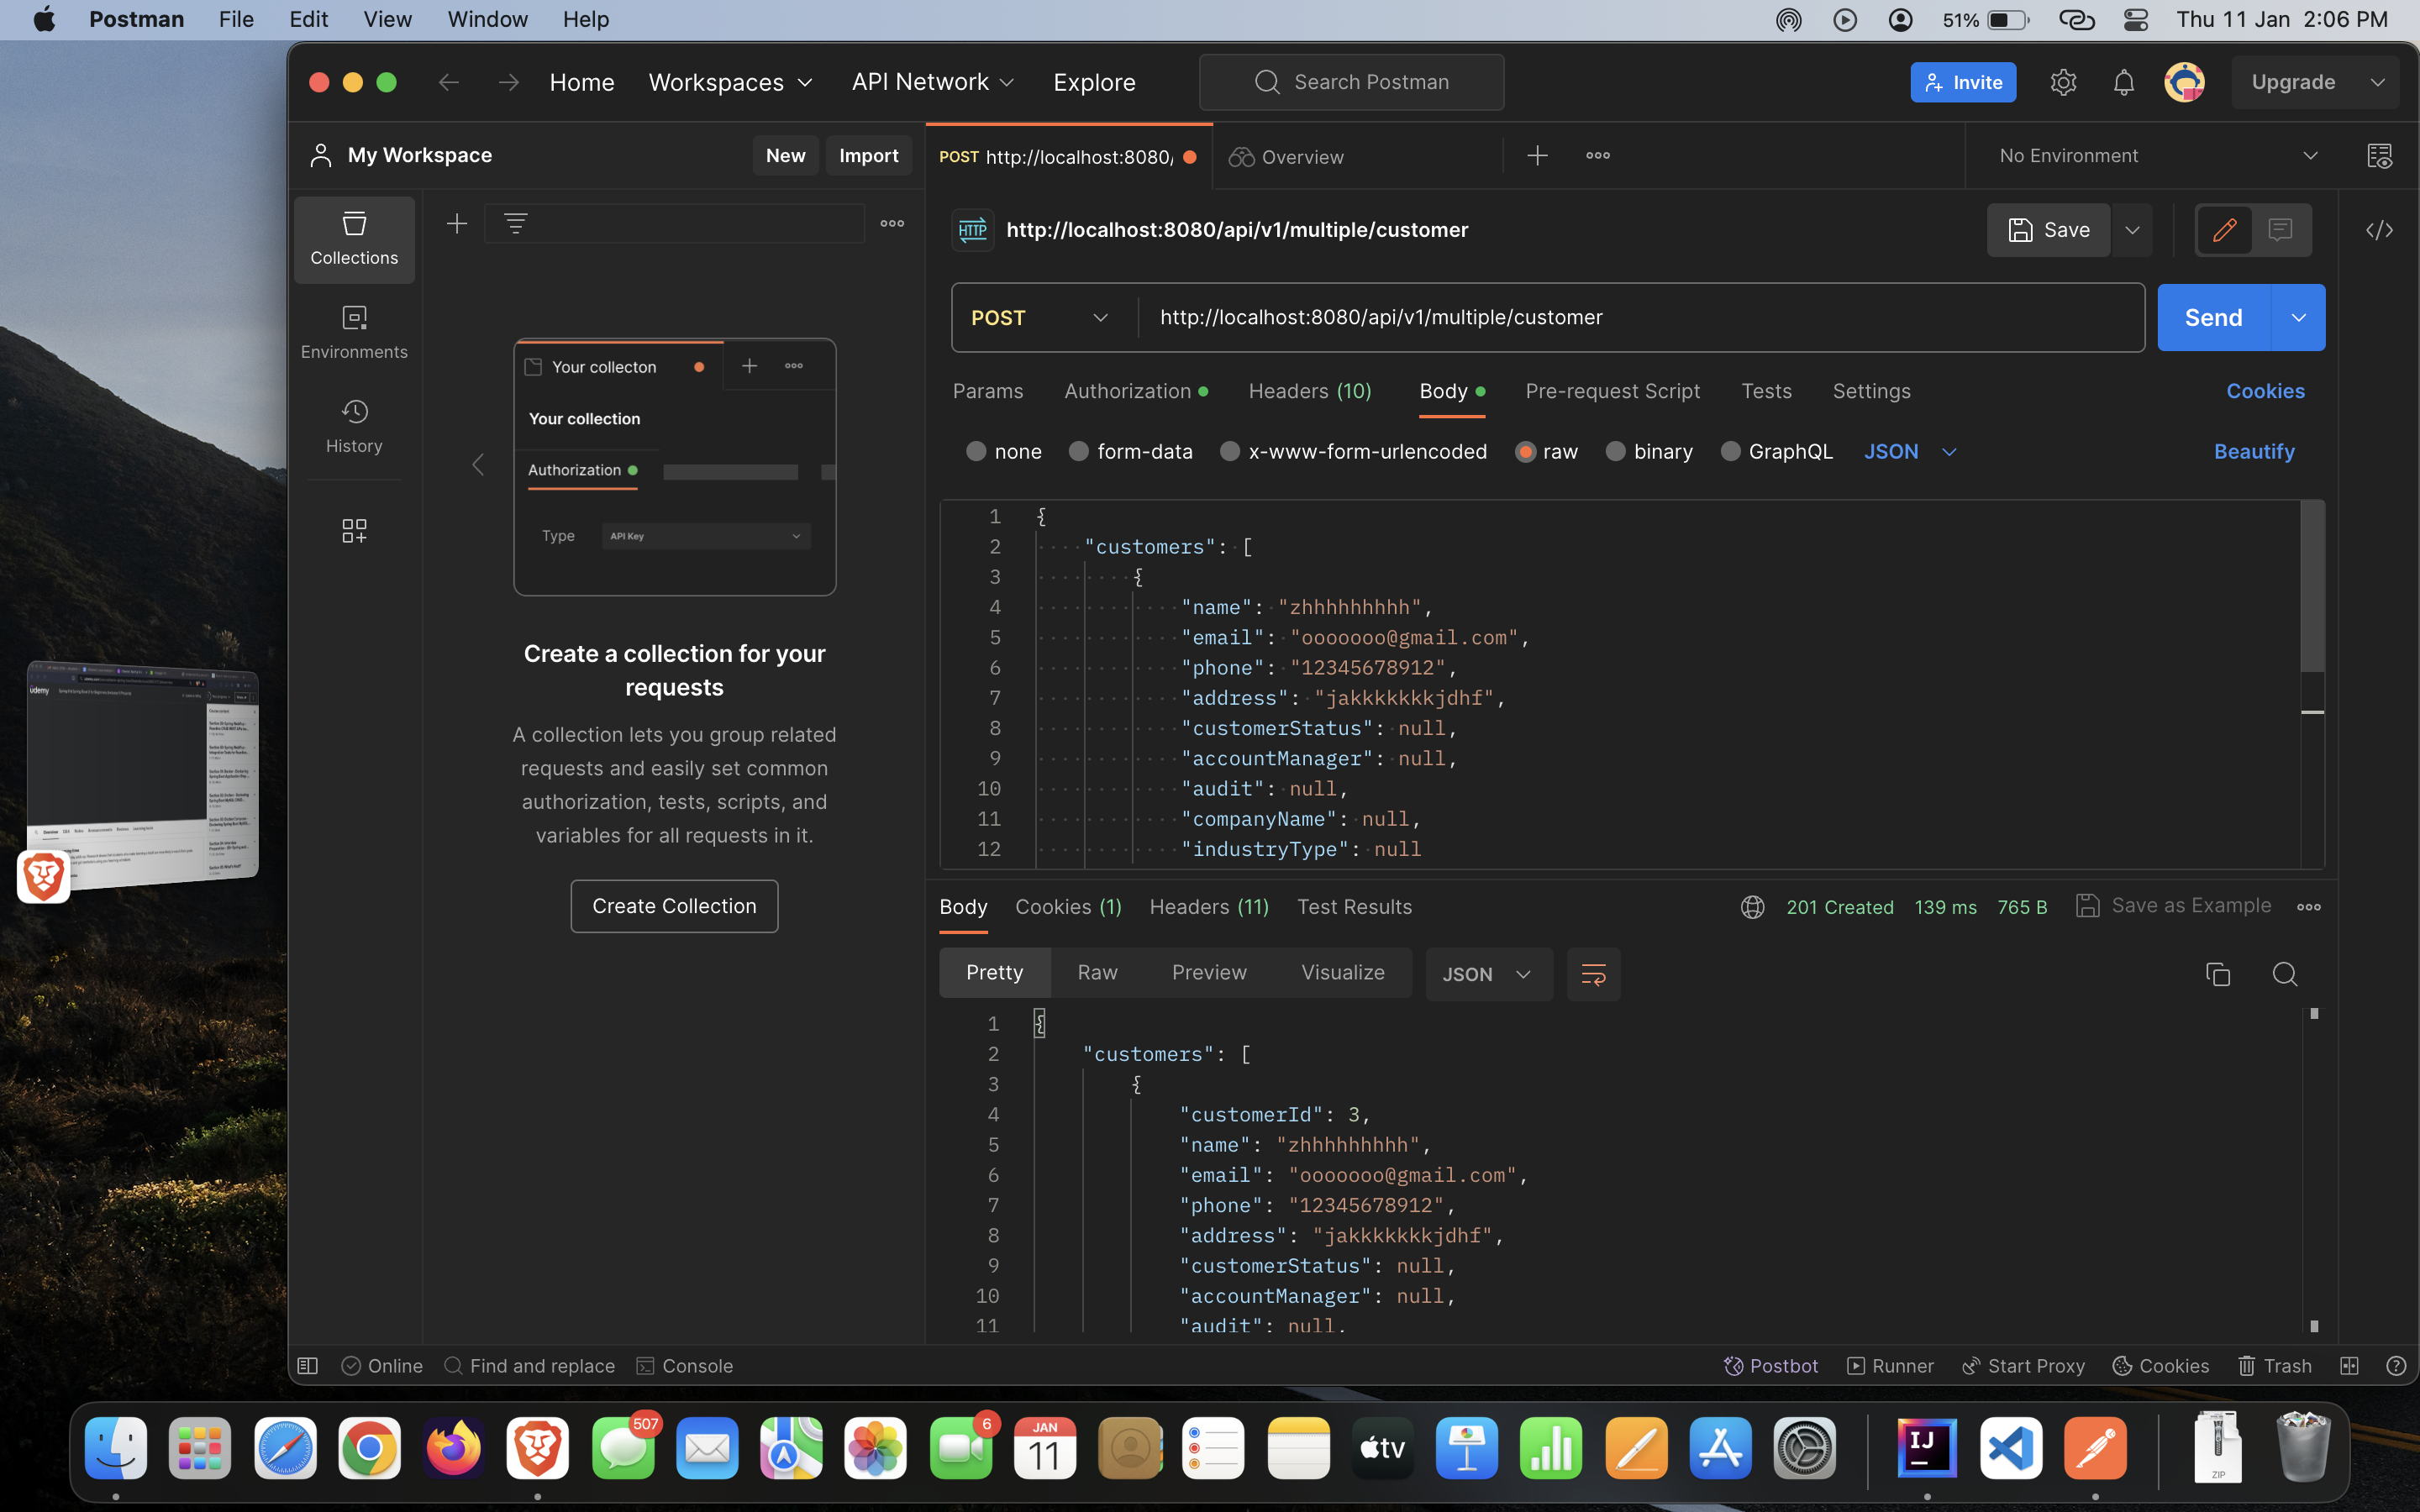 Postman File Edit View Window Help
51% Thu 11 Jan 2:06 PM
Home Workspaces API Network Explore
Search Postman
Invite
Upgrade
My Workspace
New
Import
POST http://localhost:8080/
Overview
No Environment
Collections
Environments
History
Your collecton
Your collection
Authorization
Type
API Key
Create a collection for your
requests
A collection lets you group related
requests and easily set common
authorization, tests, scripts, and
variables for all requests in it.
Create Collection
HTTP
http://localhost:8080/api/v1/multiple/customer
Save
POST
http://localhost:8080/api/v1/multiple/customer
Send
Params Authorization Headers (10) Body Pre-request Script Tests Settings
Cookies
none form-data x-www-form-urlencoded raw binary GraphQL JSON
Beautify
1 {
2 "customers": [
3 {
4 "name": "zhhhhhhhhh",
5 "email": "ooooooo@gmail.com",
6 "phone": "12345678912",
7 "address": "jakkkkkkkjdhf",
8 "customerStatus": null,
9 "accountManager": null,
10 "audit": null,
11 "companyName": null,
12 "industryType": null
Body Cookies (1) Headers (11) Test Results
201 Created 139 ms 765 B
Save as Example
Pretty Raw Preview Visualize
JSON
1 {
2 "customers": [
3 {
4 "customerId": 3,
5 "name": "zhhhhhhhhh",
6 "email": "ooooooo@gmail.com",
7 "phone": "12345678912",
8 "address": "jakkkkkkkjdhf",
9 "customerStatus": null,
10 "accountManager": null,
11 "audit": null,
Online Find and replace Console
Postbot Runner Start Proxy Cookies Trash
udemy
507
6
JAN
11
tv
IJ
ZIP